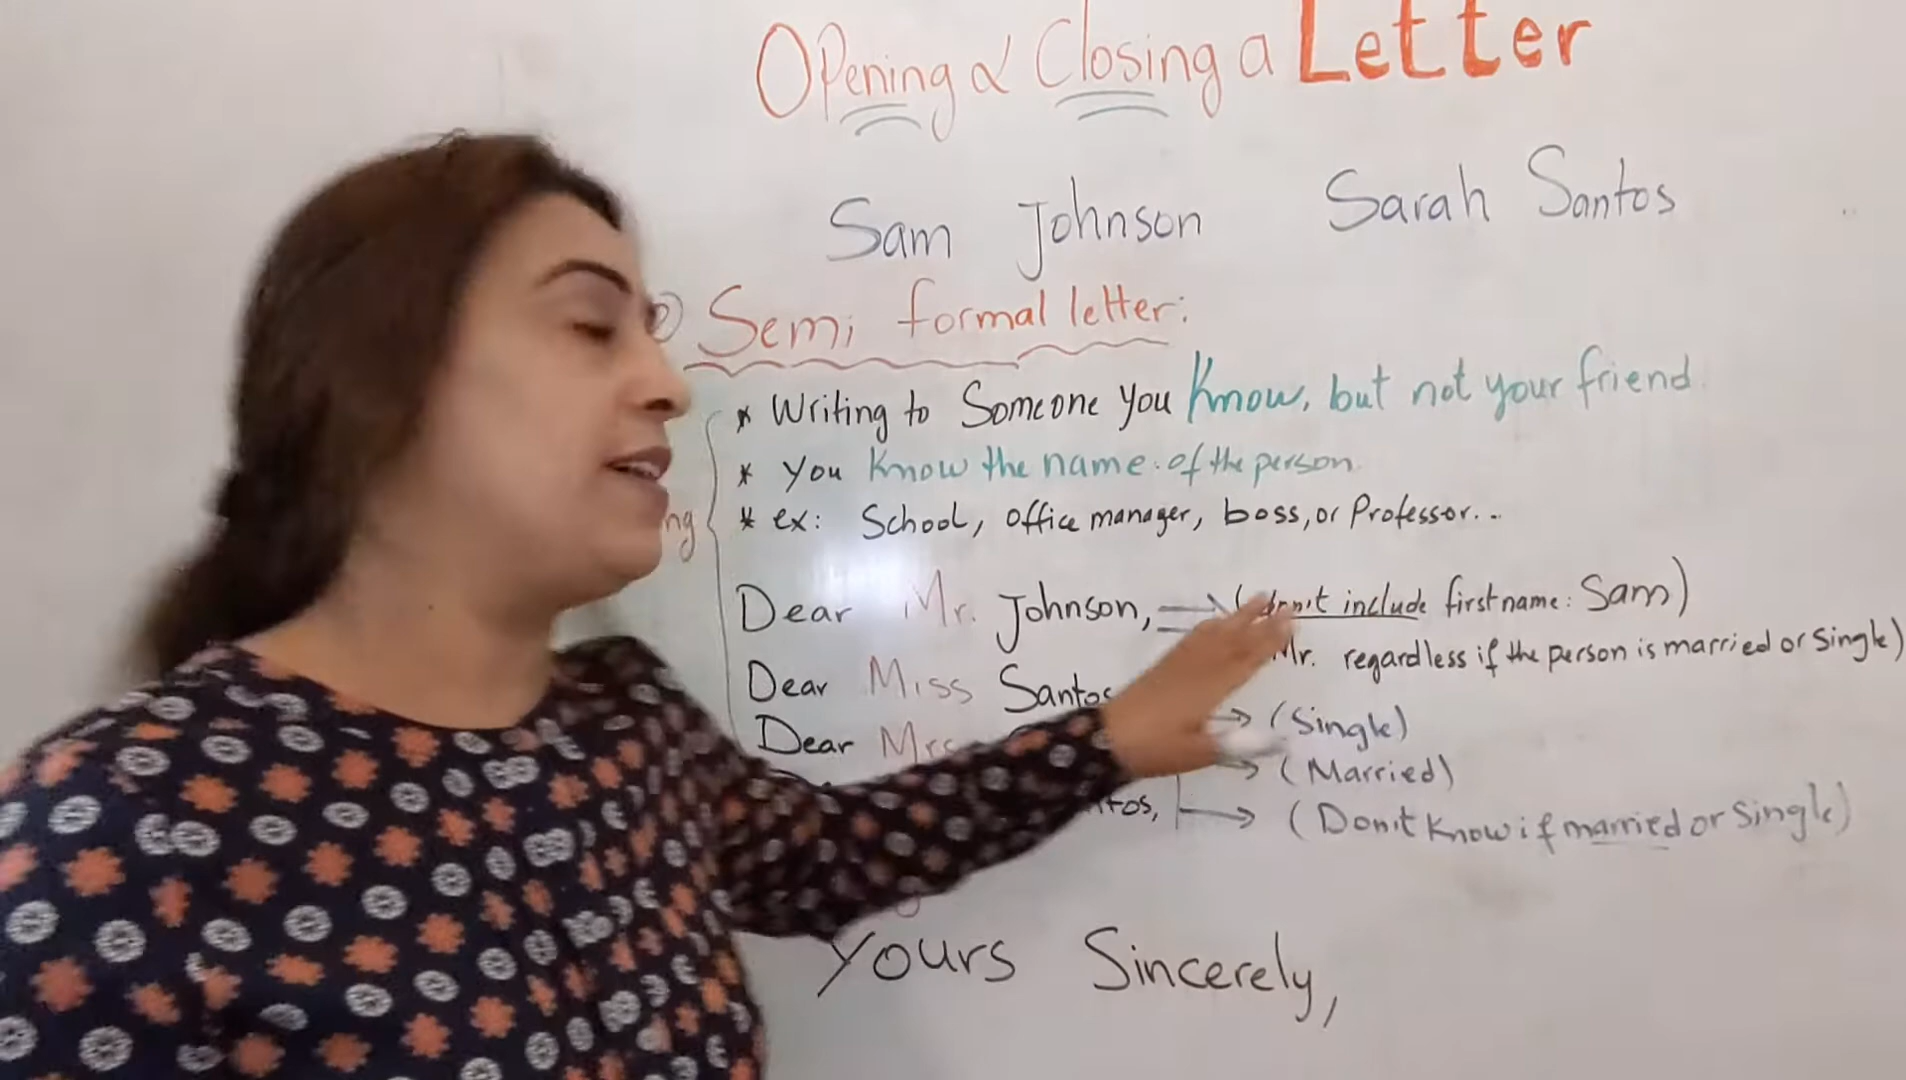 Opening & Closing a Letter
Sam Johnson Sarah Santos
Semi formal letter:
* Writing to Someone you Know, but not your friend
* you Know the name of the person.
* ex: School, office manager, boss, or Professor...
Dear Mr. Johnson, (don't include first name: Sam)
Mr. regardless if the person is married or Single)
Dear Miss Santos (Single)
Dear Mrs (Married)
(Don't Know if married or Single)
Yours Sincerely,